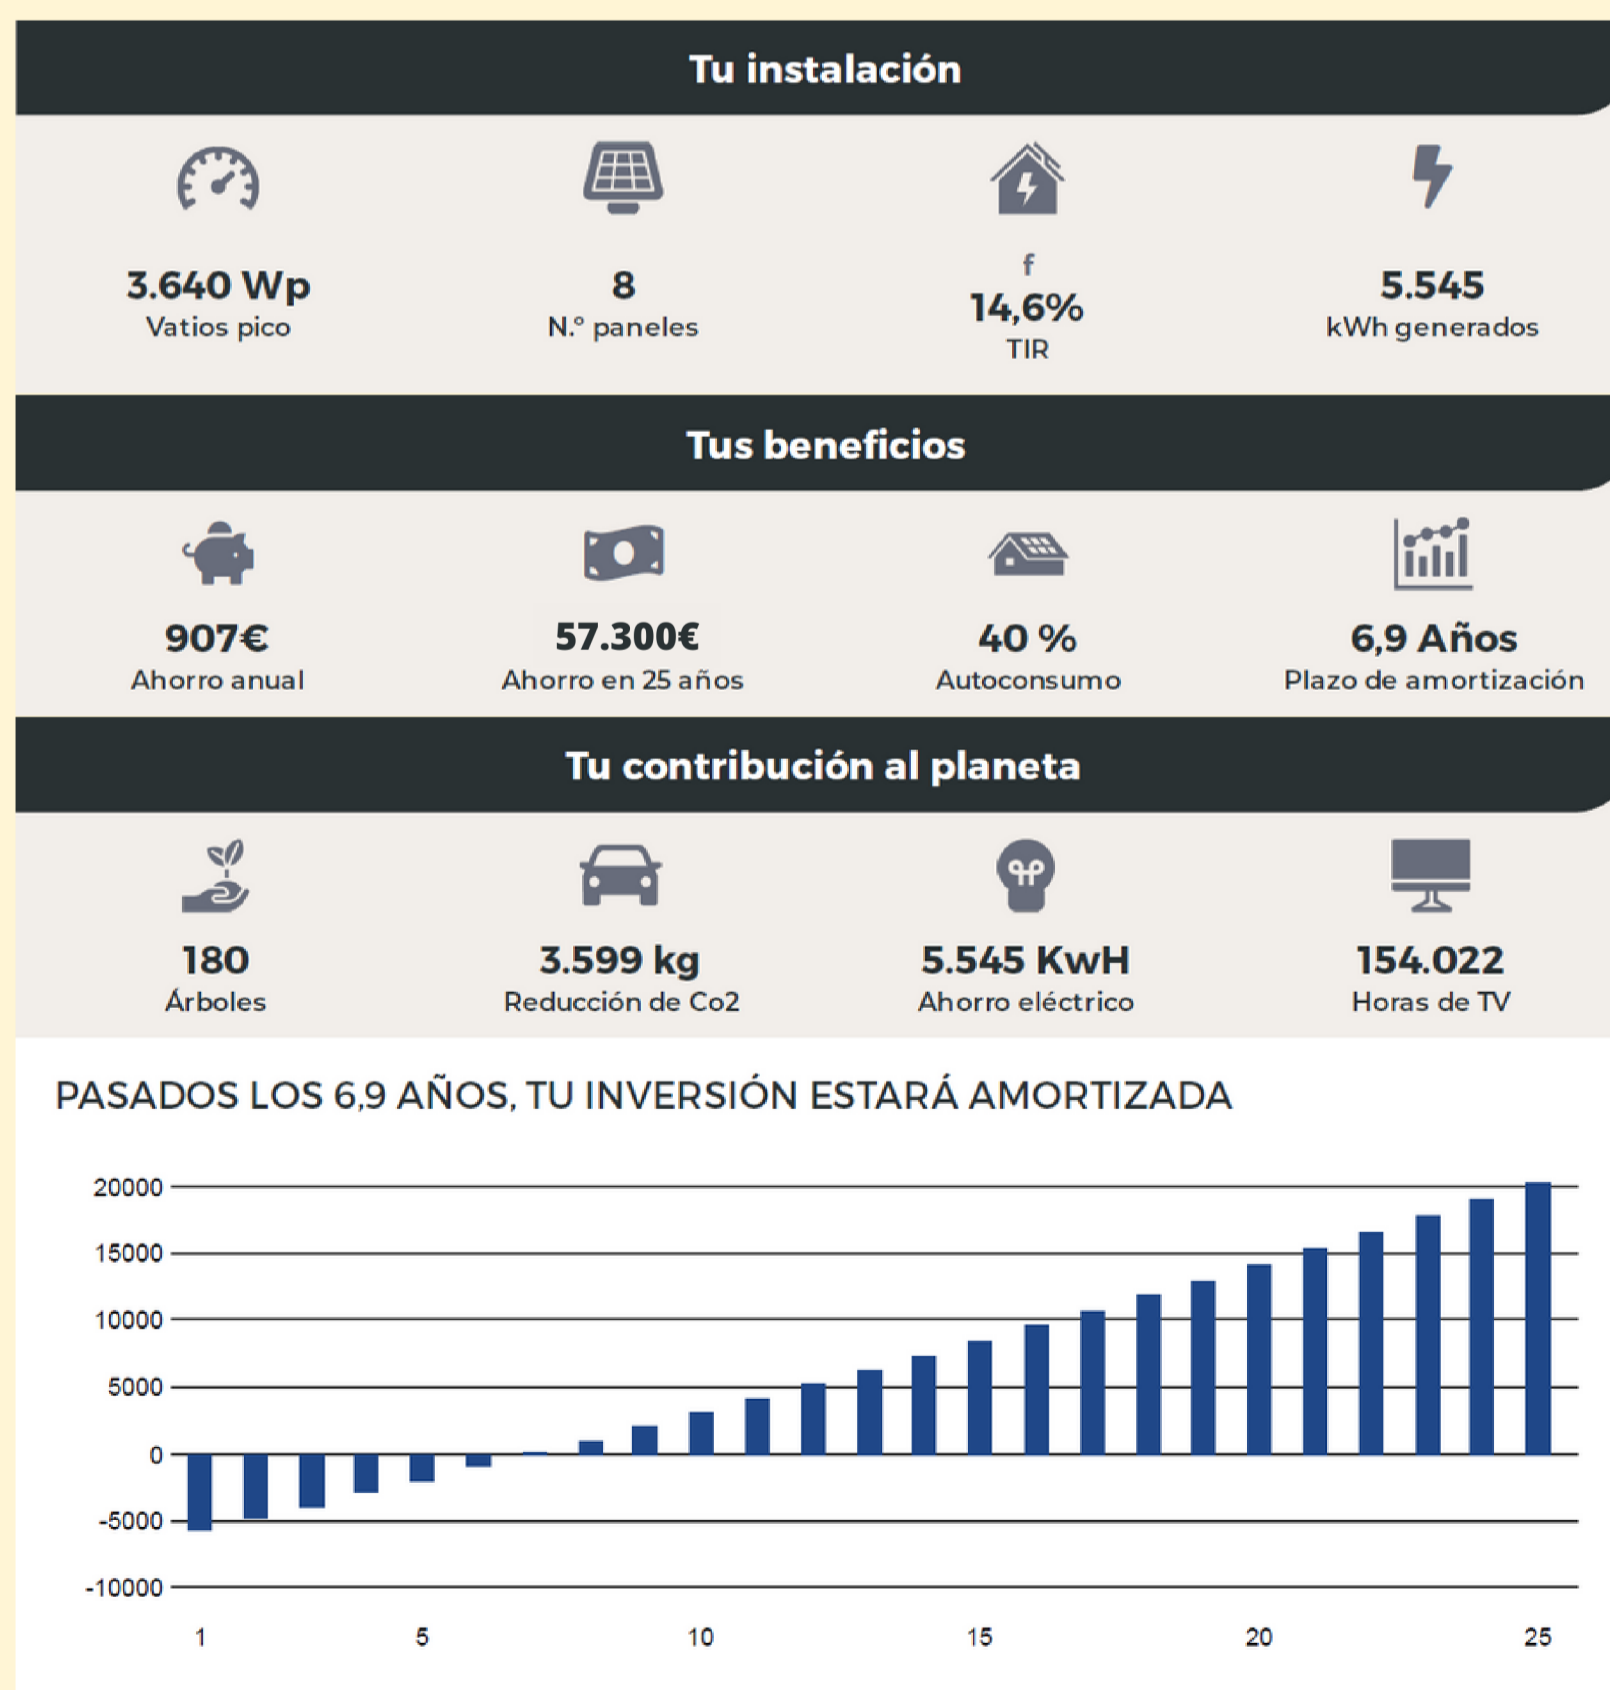 Tu instalación
3.640 Wp
Vatios pico
8
N.º paneles
f
14,6%
TIR
5.545
kWh generados
Tus beneficios
907€
Ahorro anual
57.300€
Ahorro en 25 años
40 %
Autoconsumo
6,9 Años
Plazo de amortización
Tu contribución al planeta
180
Árboles
3.599 kg
Reducción de Co2
5.545 KwH
Ahorro eléctrico
154.022
Horas de TV
PASADOS LOS 6,9 AÑOS, TU INVERSIÓN ESTARÁ AMORTIZADA
20000
15000
10000
5000
0
-5000
-10000
1 5 10 15 20 25